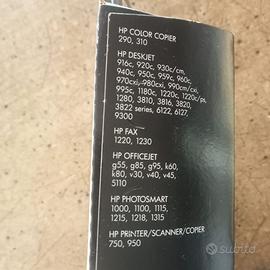 HP COLOR COPIER
290, 310
HP DESKJET
916c, 920c, 930c/cm,
940c, 950c, 959c, 960c,
970cxi, 980cxi, 990cm/cxi
995c, 1180c, 1220c, 1220c/ps,
1280, 3810, 3816, 3820,
3822 series, 6122, 6127,
9300
HP FAX
1220, 1230
HP OFFICEJET
g55, g85, g95, k60,
k80, v30, v40, v45,
5110
HP PHOTOSMART
1000, 1100, 1115,
1215, 1218, 1315
HP PRINTER/SCANNER/COPIER
750, 950
subito